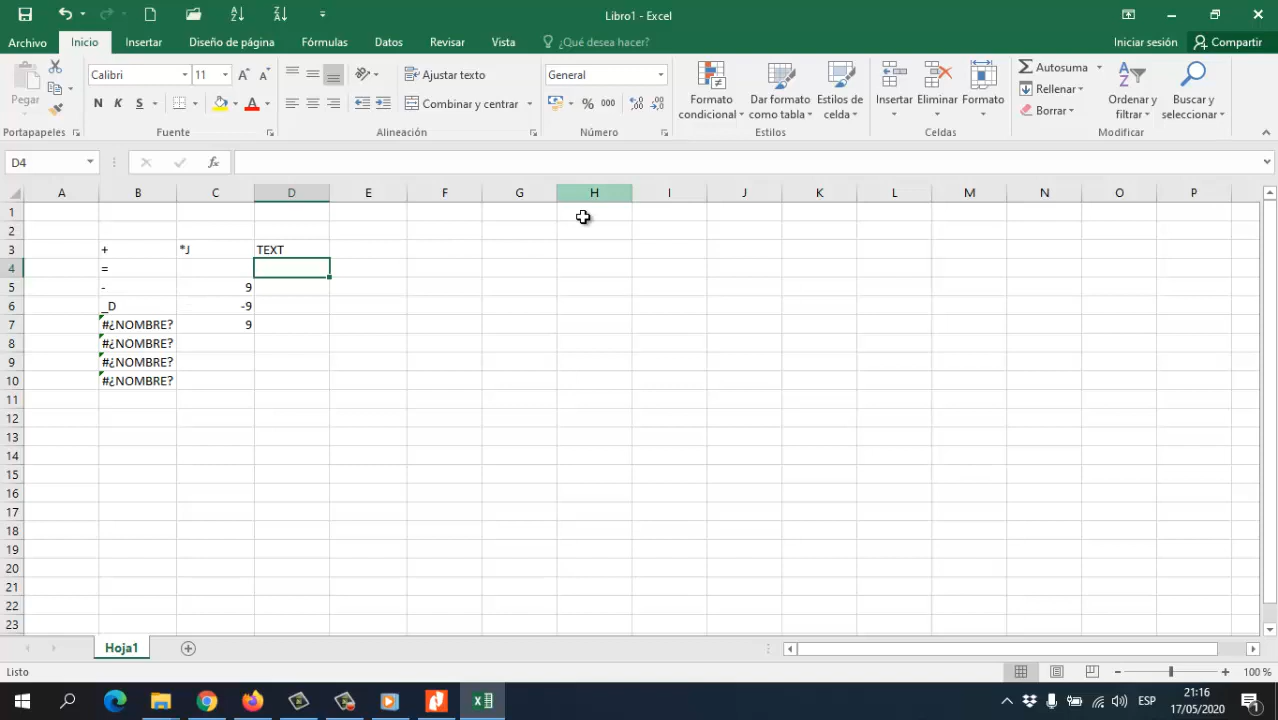 Libro1 - Excel
Archivo Inicio Insertar Diseño de página Fórmulas Datos Revisar Vista ¿Qué desea hacer? Iniciar sesión Compartir
Pegar
Portapapeles
Calibri 11
N K S
Fuente
Ajustar texto
Combinar y centrar
Alineación
General
% 000
Número
Formato condicional
Dar formato como tabla
Estilos de celda
Estilos
Insertar
Eliminar
Formato
Celdas
Autosuma
Rellenar
Borrar
Ordenar y filtrar
Buscar y seleccionar
Modificar
D4 fx
A B C D E F G H I J K L M N O P
1
2
3 + *J TEXT
4 =
5 - 9
6 _D -9
7 #¿NOMBRE? 9
8 #¿NOMBRE?
9 #¿NOMBRE?
10 #¿NOMBRE?
11
12
13
14
15
16
17
18
19
20
21
22
23
Hoja1
Listo 100 %
ESP 21:16
17/05/2020